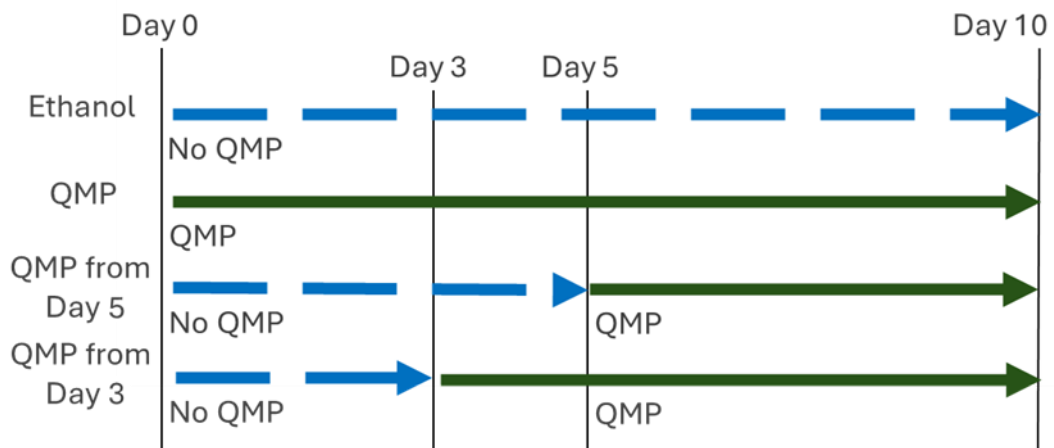 Day 0
Day 10
Day 3
Day 5
Ethanol
No QMP
QMP
QMP
QMP from
Day 5
No QMP
QMP
QMP from
Day 3
No QMP
QMP